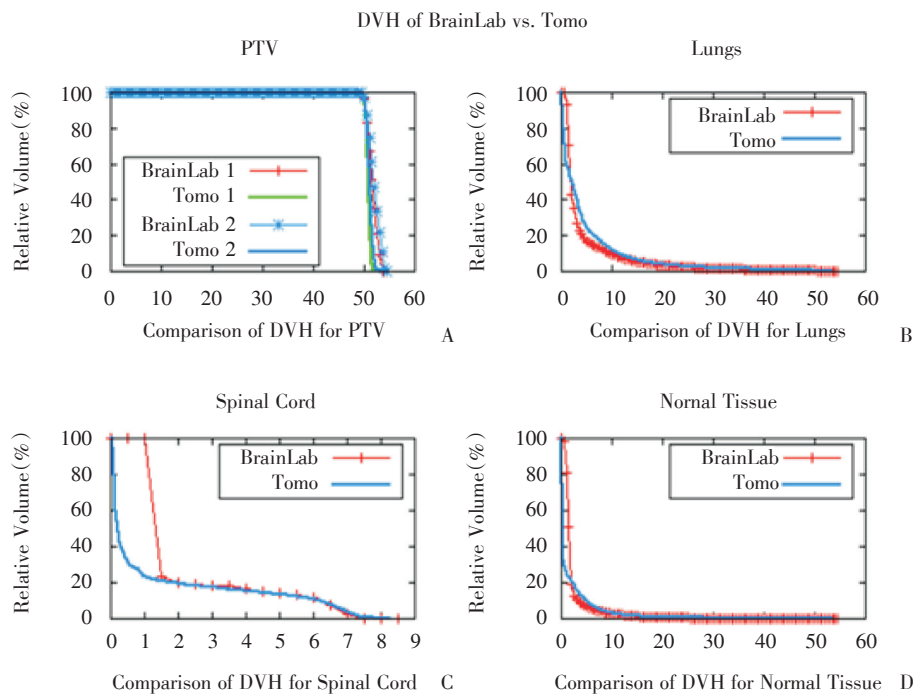 DVH of BrainLab vs. Tomo
PTV
Relative Volume(%)
100
80
60
40
20
0
BrainLab 1
Tomo 1
BrainLab 2
Tomo 2
0 10 20 30 40 50 60
Comparison of DVH for PTV
A
Lungs
Relative Volume(%)
100
80
60
40
20
0
BrainLab
Tomo
0 10 20 30 40 50 60
Comparison of DVH for Lungs
B
Spinal Cord
Relative Volume(%)
100
80
60
40
20
0
BrainLab
Tomo
0 1 2 3 4 5 6 7 8 9
Comparison of DVH for Spinal Cord
C
Nornal Tissue
Relative Volume(%)
100
80
60
40
20
0
BrainLab
Tomo
0 10 20 30 40 50 60
Comparison of DVH for Normal Tissue
D